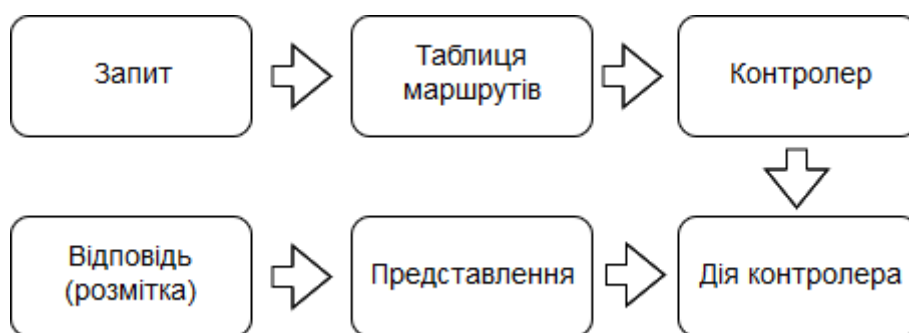 Запит
Таблиця
маршрутів
Контролер
Відповідь
(розмітка)
Представлення
Дія контролера